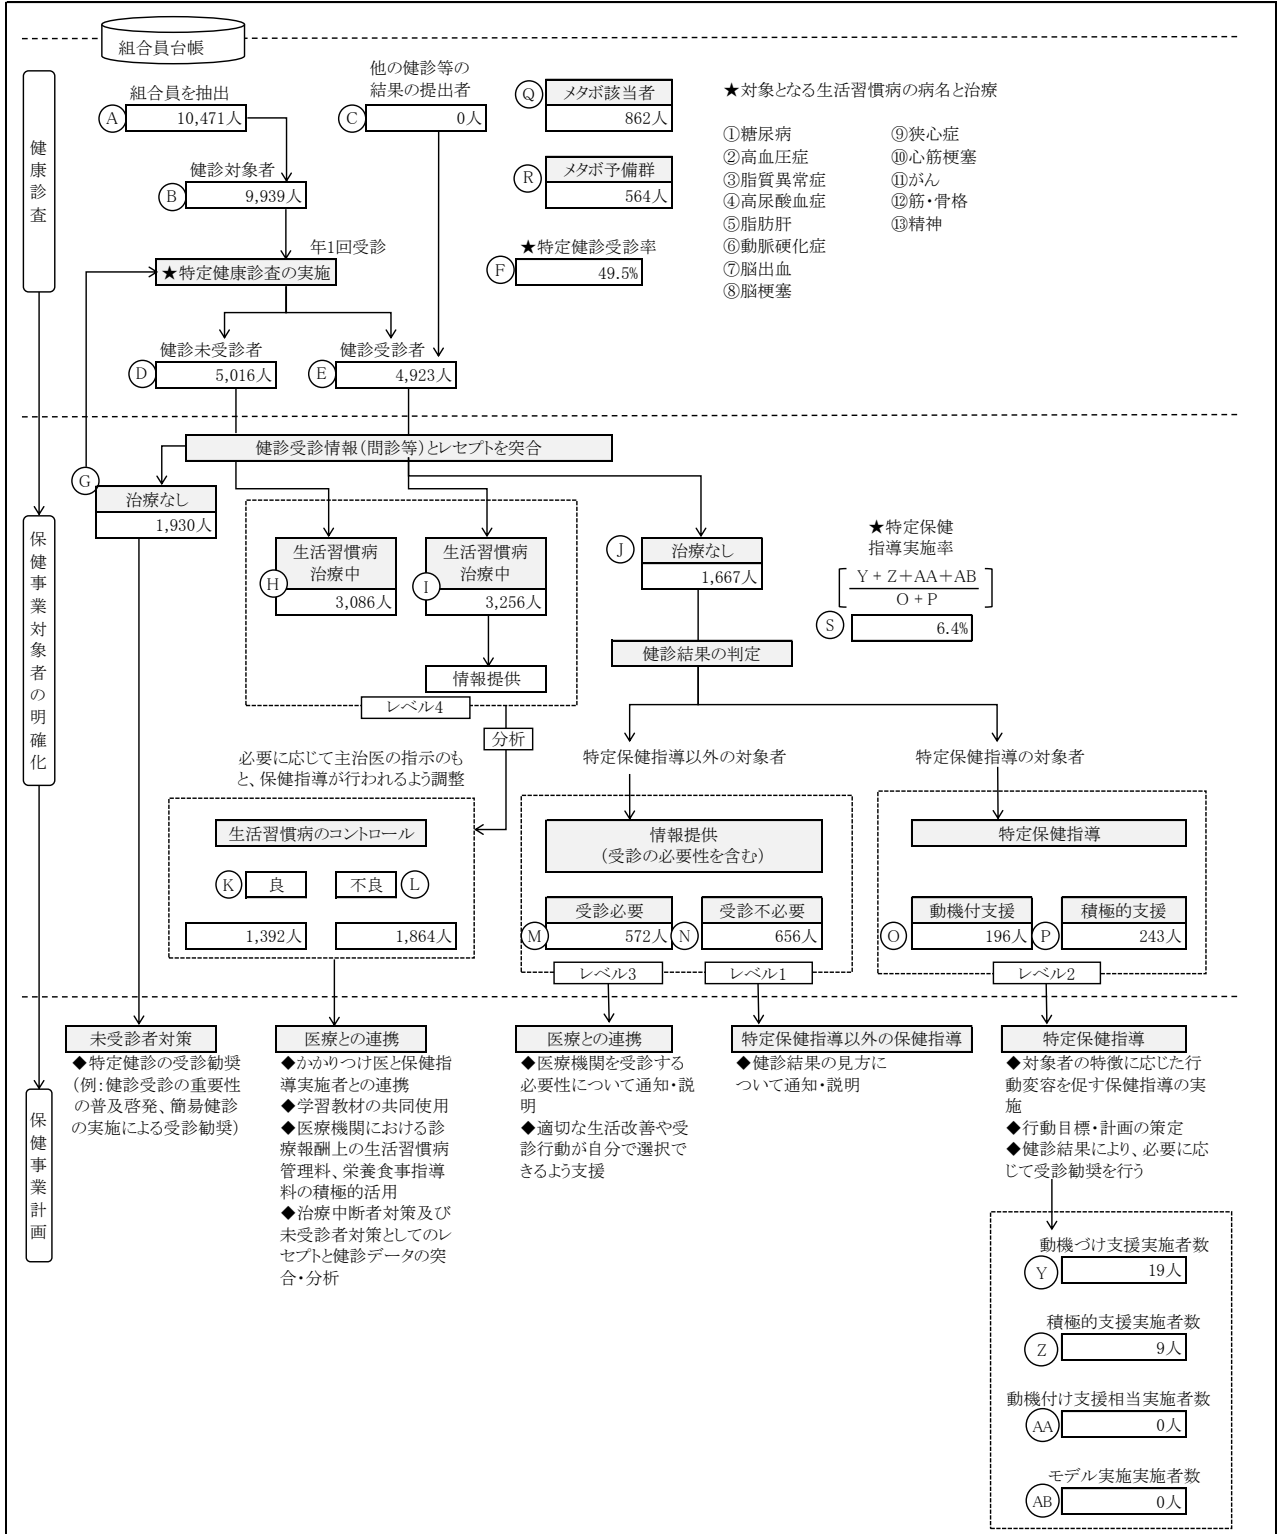 組合員台帳
健康診査
組合員を抽出
A
10,471人
他の健診等の
結果の提出者
C
0人
健診対象者
B
9,939人
Q
メタボ該当者
862人
R
メタボ予備群
564人
★特定健診受診率
F
49.5%
★対象となる生活習慣病の病名と治療
①糖尿病
②高血圧症
③脂質異常症
④高尿酸血症
⑤脂肪肝
⑥動脈硬化症
⑦脳出血
⑧脳梗塞
⑨狭心症
⑩心筋梗塞
⑪がん
⑫筋・骨格
⑬精神
年1回受診
★特定健康診査の実施
健診未受診者
D
5,016人
健診受診者
E
4,923人
保健事業対象者の明確化
健診受診情報(問診等)とレセプトを突合
G
治療なし
1,930人
生活習慣病
治療中
H
3,086人
生活習慣病
治療中
I
3,256人
情報提供
レベル4
分析
J
治療なし
1,667人
健診結果の判定
★特定保健
指導実施率
Y+Z+AA+AB
O+P
S
6.4%
必要に応じて主治医の指示のも
と、保健指導が行われるよう調整
生活習慣病のコントロール
K
良
不良
L
1,392人
1,864人
特定保健指導以外の対象者
情報提供
(受診の必要性を含む)
受診必要
M
572人
受診不必要
N
656人
レベル3
レベル1
特定保健指導の対象者
特定保健指導
動機付支援
O
196人
積極的支援
P
243人
レベル2
保健事業計画
未受診者対策
◆特定健診の受診勧奨
(例:健診受診の重要性
の普及啓発、簡易健診
の実施による受診勧奨)
医療との連携
◆かかりつけ医と保健指
導実施者との連携
◆学習教材の共同使用
◆医療機関における診
療報酬上の生活習慣病
管理料、栄養食事指導
料の積極的活用
◆治療中断者対策及び
未受診者対策としてのレ
セプトと健診データの突
合・分析
医療との連携
◆医療機関を受診する
必要性について通知・説
明
◆適切な生活改善や受
診行動が自分で選択で
きるよう支援
特定保健指導以外の保健指導
◆健診結果の見方に
ついて通知・説明
特定保健指導
◆対象者の特徴に応じた行
動変容を促す保健指導の実
施
◆行動目標・計画の策定
◆健診結果により、必要に応
じて受診勧奨を行う
動機づけ支援実施者数
Y
19人
積極的支援実施者数
Z
9人
動機付け支援相当実施者数
AA
0人
モデル実施実施者数
AB
0人